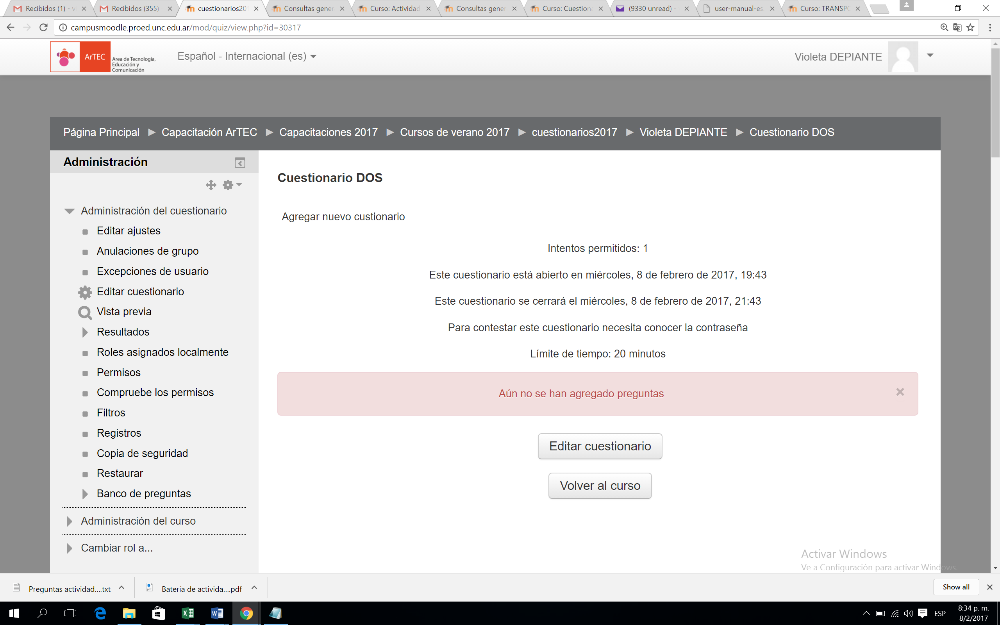 Recibidos (1) - v
Recibidos (355)
cuestionarios201
Consultas gener
Curso: Actividad
Consultas gener
Curso: Cuestiona
(9330 unread) -
user-manual-es
Curso: TRANSPO
campusmoodle.proed.unc.edu.ar/mod/quiz/view.php?id=30317
ArTEC
Area de Tecnología,
Educación y
Comunicación
Español - Internacional (es)
Violeta DEPIANTE
Página Principal ▶ Capacitación ArTEC ▶ Capacitaciones 2017 ▶ Cursos de verano 2017 ▶ cuestionarios2017 ▶ Violeta DEPIANTE ▶ Cuestionario DOS
Administración
Administración del cuestionario
Editar ajustes
Anulaciones de grupo
Excepciones de usuario
Editar cuestionario
Vista previa
Resultados
Roles asignados localmente
Permisos
Compruebe los permisos
Filtros
Registros
Copia de seguridad
Restaurar
Banco de preguntas
Administración del curso
Cambiar rol a...
Cuestionario DOS
Agregar nuevo custionario
Intentos permitidos: 1
Este cuestionario está abierto en miércoles, 8 de febrero de 2017, 19:43
Este cuestionario se cerrará el miércoles, 8 de febrero de 2017, 21:43
Para contestar este cuestionario necesita conocer la contraseña
Límite de tiempo: 20 minutos
Aún no se han agregado preguntas
Editar cuestionario
Volver al curso
Activar Windows
Ve a Configuración para activar Windows.
Preguntas actividad....txt
Batería de activida....pdf
Show all
ESP
8:34 p. m.
8/2/2017